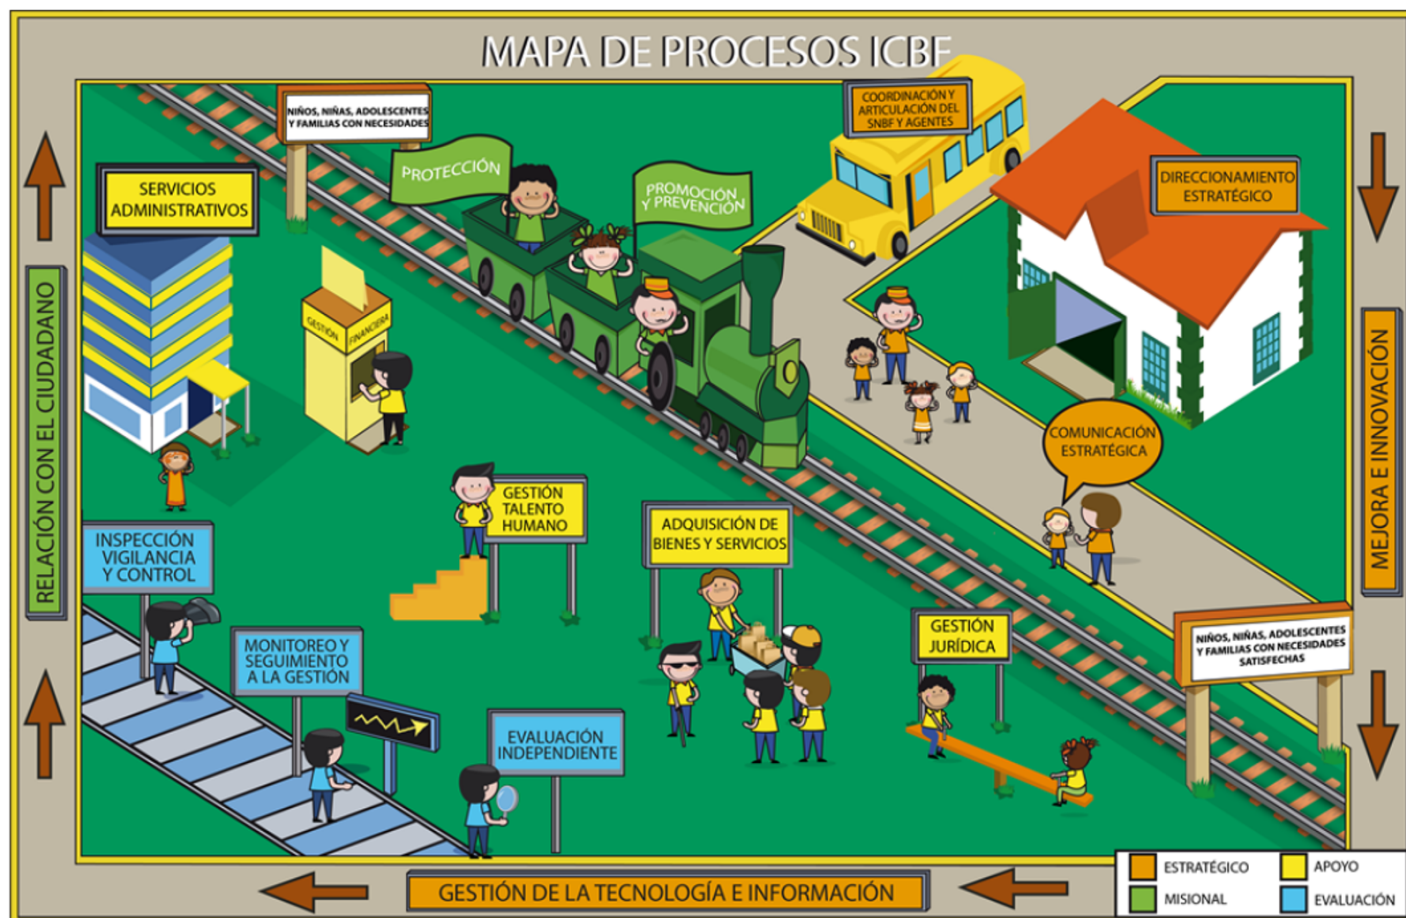 MAPA DE PROCESOS ICBF
NIÑOS, NIÑAS, ADOLESCENTES
Y FAMILIAS CON NECESIDADES
COORDINACIÓN Y
ARTICULACIÓN DEL
SNBF Y AGENTES
PROTECCIÓN
PROMOCIÓN
Y PREVENCIÓN
DIRECCIONAMIENTO
ESTRATÉGICO
SERVICIOS
ADMINISTRATIVOS
GESTIÓN FINANCIERA
RELACIÓN CON EL CIUDADANO
MEJORA E INNOVACIÓN
COMUNICACIÓN
ESTRATÉGICA
GESTIÓN
TALENTO
HUMANO
ADQUISICIÓN DE
BIENES Y SERVICIOS
INSPECCIÓN
VIGILANCIA
Y CONTROL
MONITOREO Y
SEGUIMIENTO
A LA GESTIÓN
GESTIÓN
JURÍDICA
NIÑOS, NIÑAS, ADOLESCENTES
Y FAMILIAS CON NECESIDADES
SATISFECHAS
EVALUACIÓN
INDEPENDIENTE
GESTIÓN DE LA TECNOLOGÍA E INFORMACIÓN
ESTRATÉGICO
APOYO
MISIONAL
EVALUACIÓN